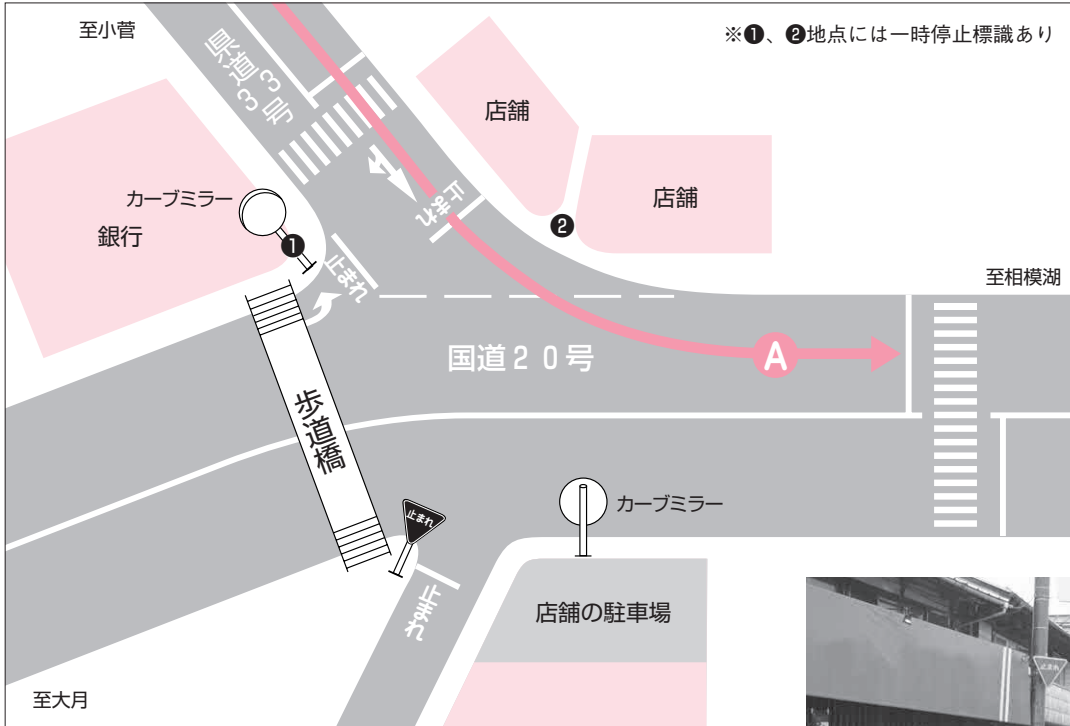 至小菅
※❶、❷地点には一時停止標識あり
県道33号
店舗
店舗
カーブミラー
銀行
❶
❷
止まれ
止まれ
至相模湖
国道20号
A
歩道橋
止まれ
カーブミラー
止まれ
店舗の駐車場
至大月
止まれ